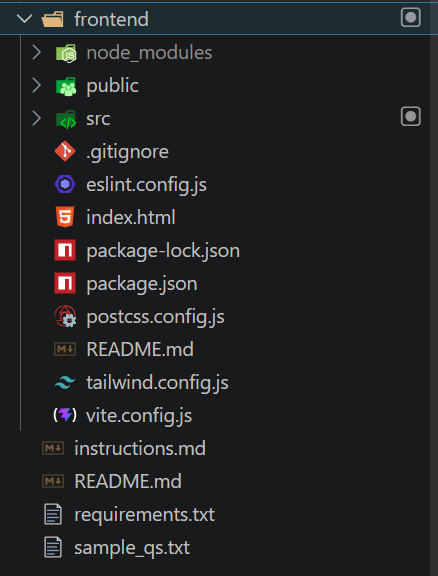 frontend
node_modules
public
src
.gitignore
eslint.config.js
index.html
package-lock.json
package.json
postcss.config.js
README.md
tailwind.config.js
vite.config.js
instructions.md
README.md
requirements.txt
sample_qs.txt